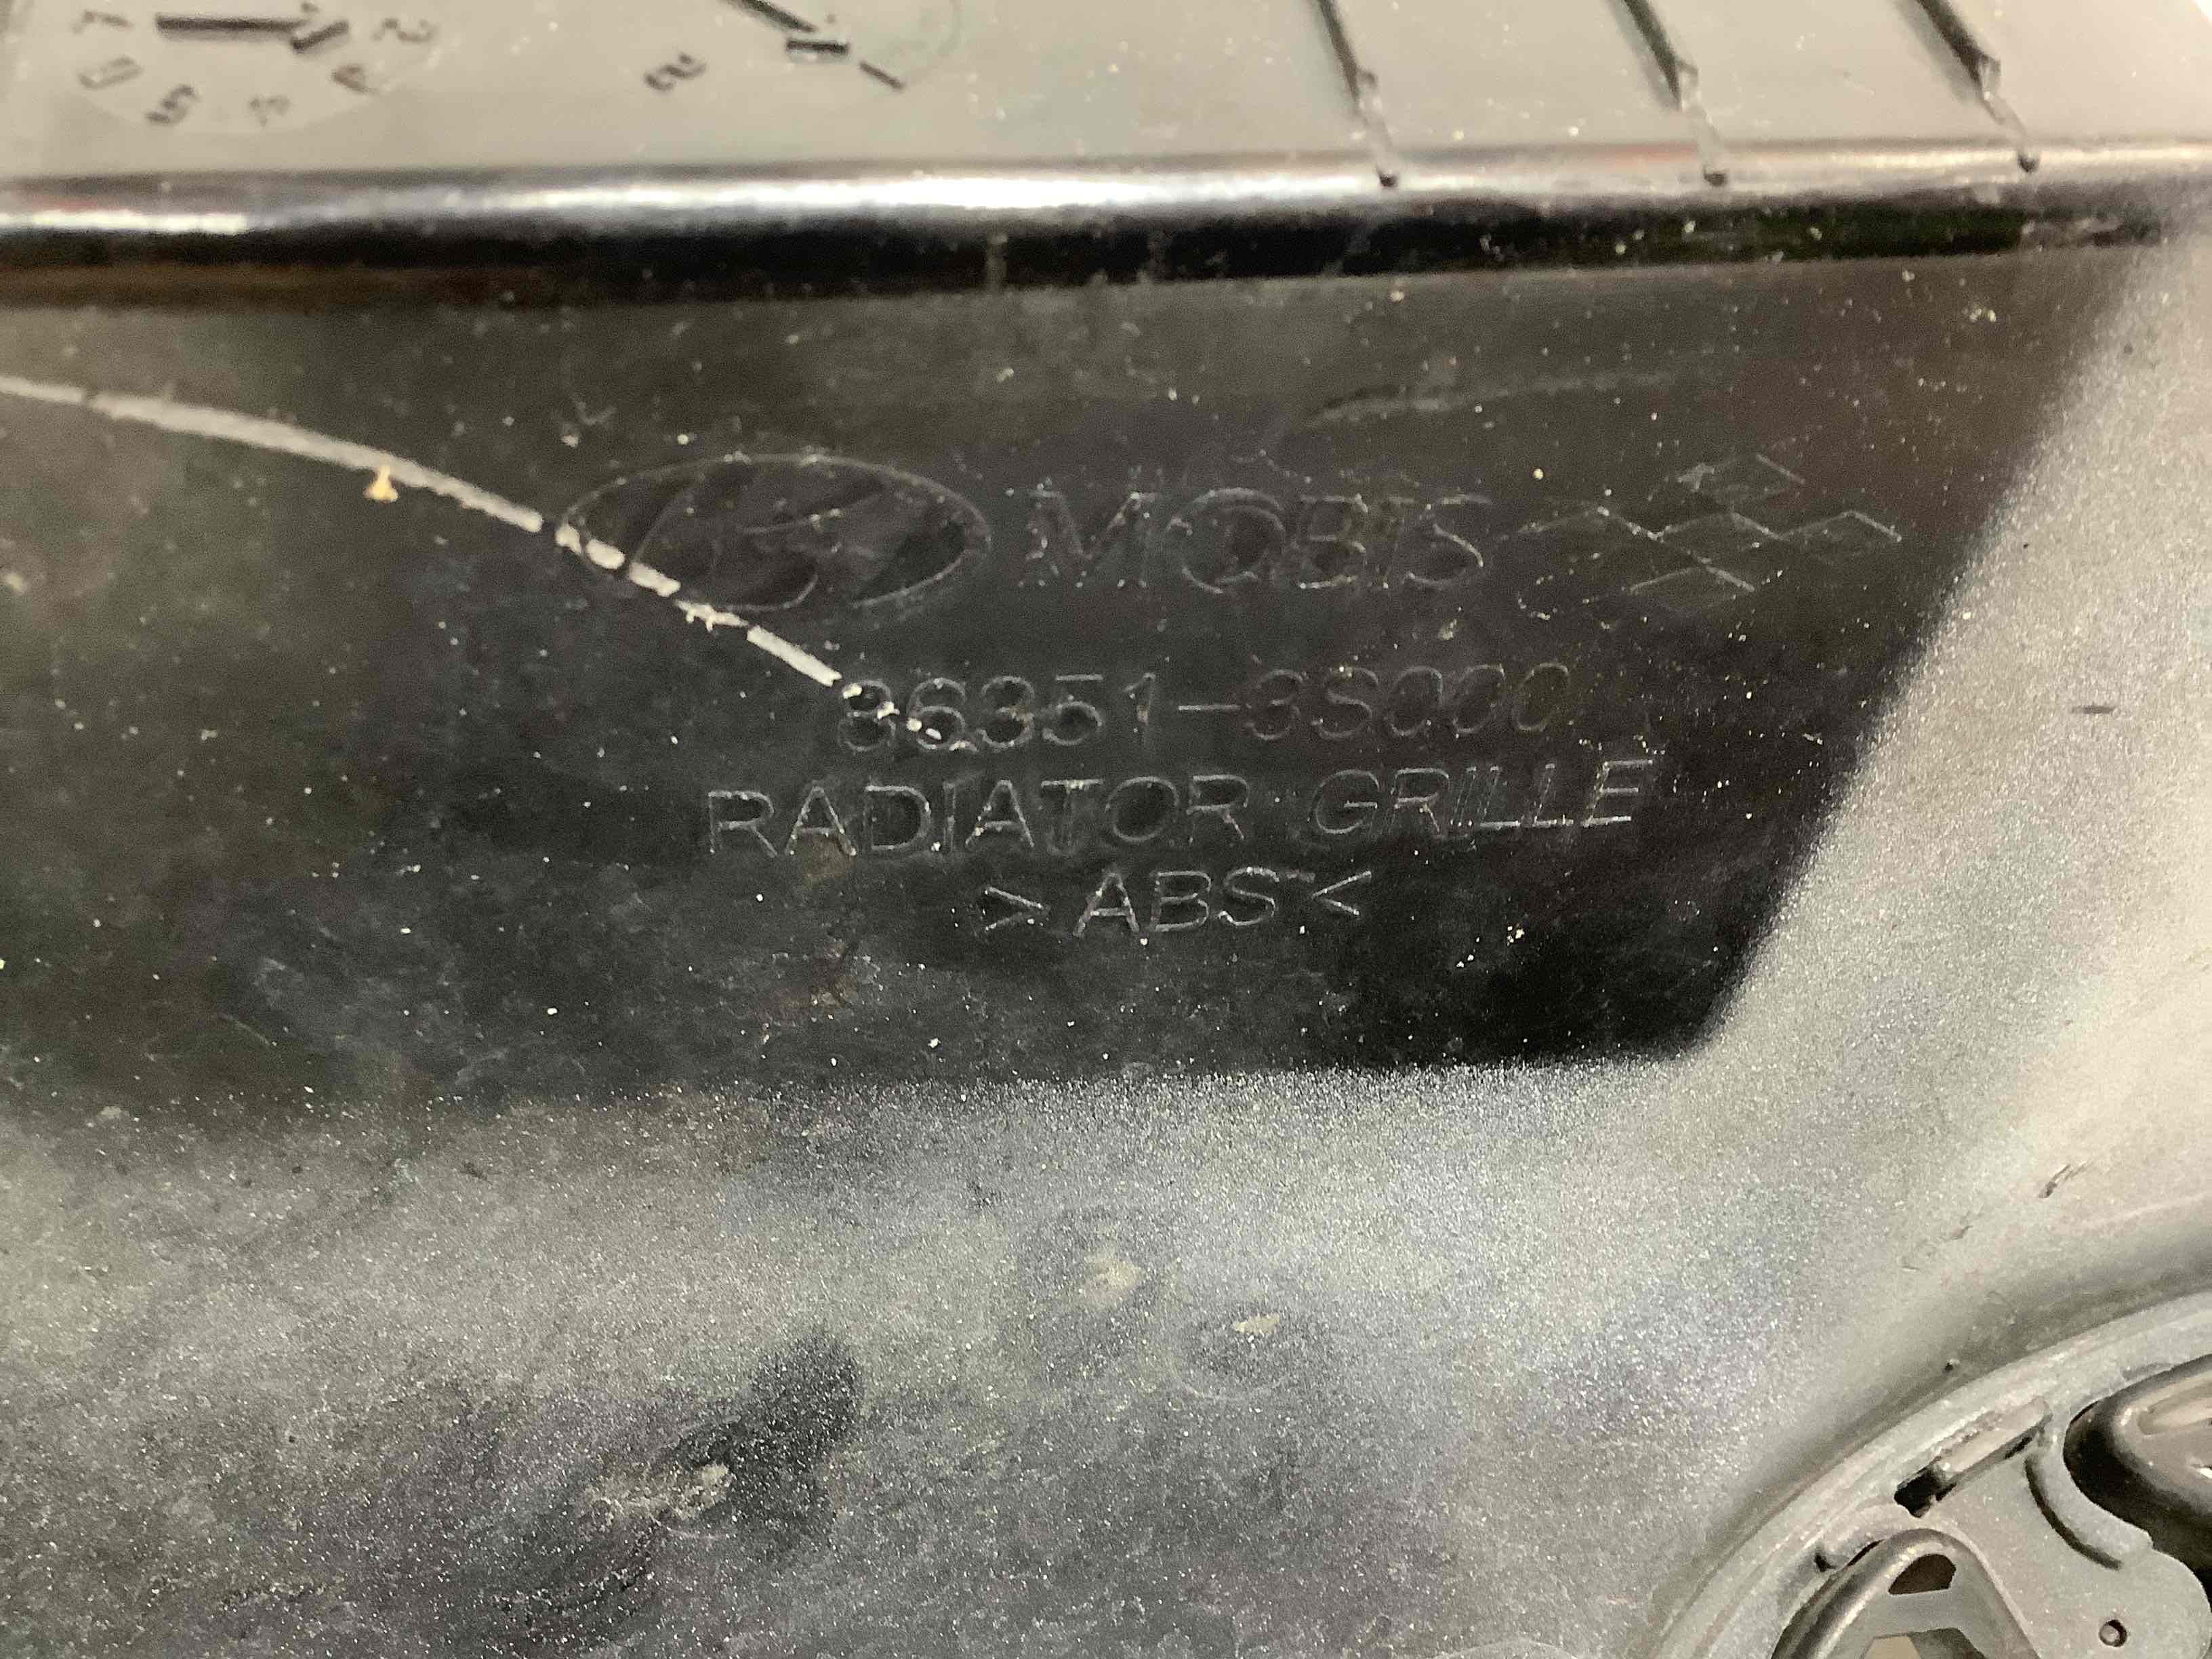 MOBIS
86351-3S000
RADIATOR GRILLE
>ABS<